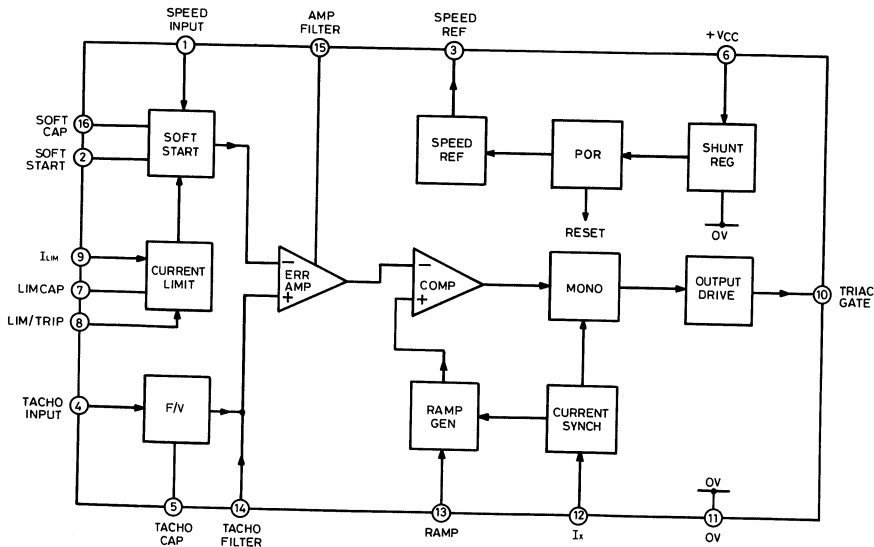 SPEED
INPUT
1
AMP
FILTER
15
SPEED
REF
3
+VCC
6
SOFT
CAP
16
SOFT
START
2
SOFT
START
SPEED
REF
POR
SHUNT
REG
RESET
OV
ILIM
9
LIMCAP
7
LIM/TRIP
8
CURRENT
LIMIT
−
ERR
AMP
+
−
COMP
+
MONO
OUTPUT
DRIVE
10
TRIAC
GATE
TACHO
INPUT
4
F/V
RAMP
GEN
CURRENT
SYNCH
5
TACHO
CAP
14
TACHO
FILTER
13
RAMP
12
Ix
OV
11
OV